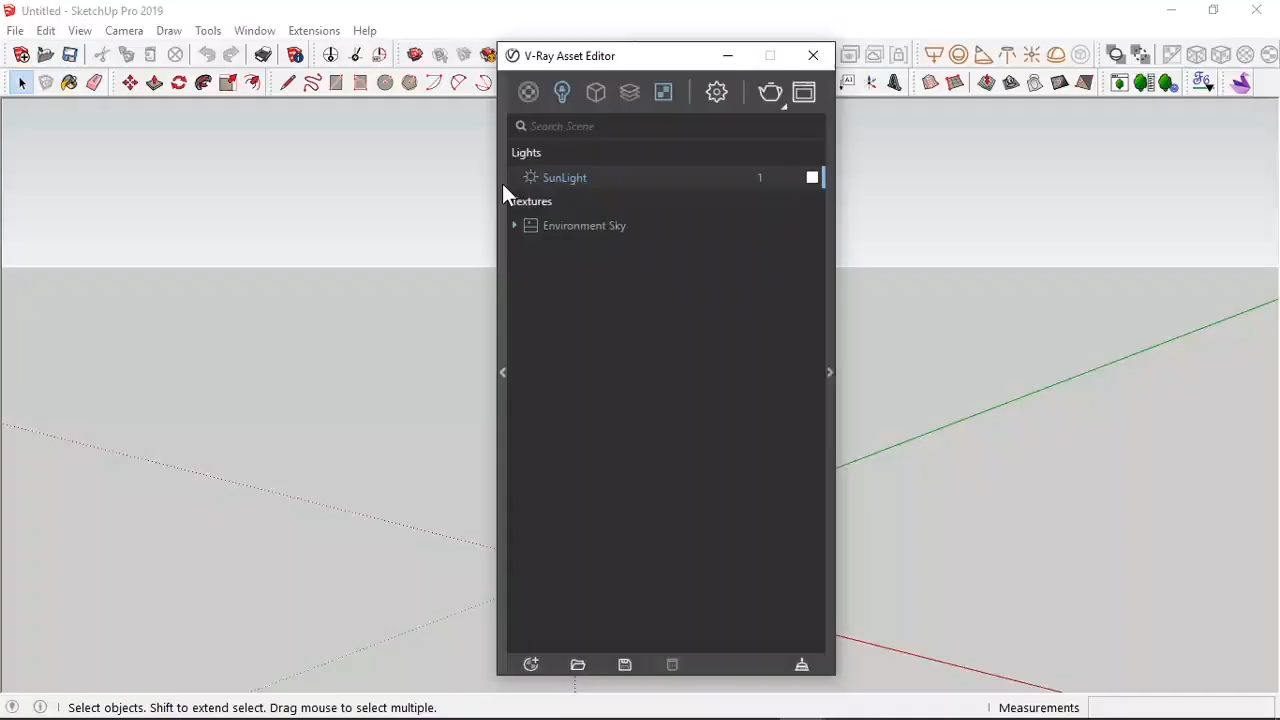 Untitled - SketchUp Pro 2019
File Edit View Camera Draw Tools Window Extensions Help
V-Ray Asset Editor
Search Scene
Lights
SunLight 1
Environment Sky
Select objects. Shift to extend select. Drag mouse to select multiple.
Measurements